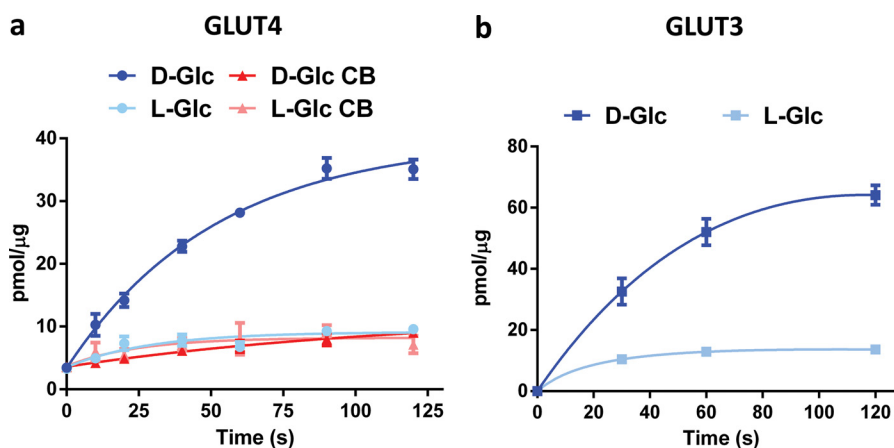 a
GLUT4
D-Glc
D-Glc CB
L-Glc
L-Glc CB
pmol/µg
40
30
20
10
0
0 25 50 75 100 125
Time (s)
b
GLUT3
D-Glc
L-Glc
pmol/µg
80
60
40
20
0
0 20 40 60 80 100 120
Time (s)